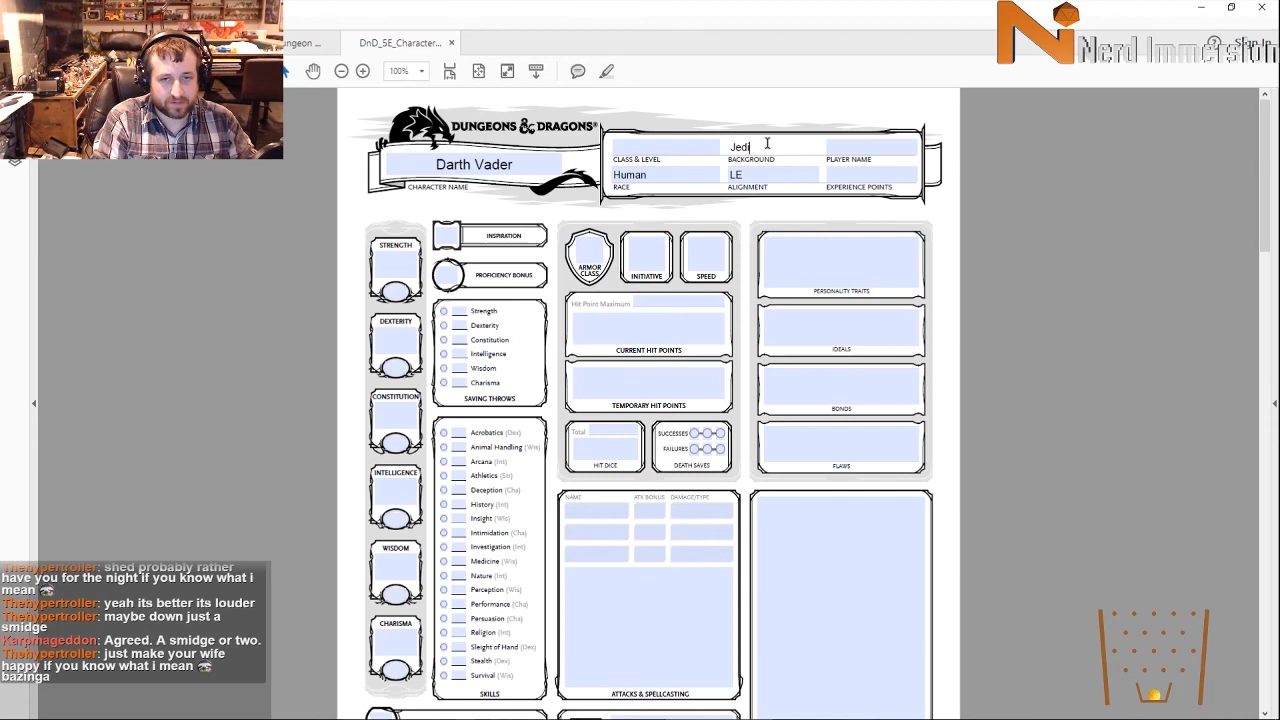 Nerd Immersion
Sign In
ungeon ...
DnD_5E_Character...
100%
DUNGEONS & DRAGONS®
Darth Vader
CHARACTER NAME
Jedi
CLASS & LEVEL
BACKGROUND
PLAYER NAME
Human
LE
RACE
ALIGNMENT
EXPERIENCE POINTS
STRENGTH
DEXTERITY
CONSTITUTION
INTELLIGENCE
WISDOM
CHARISMA
INSPIRATION
PROFICIENCY BONUS
Strength
Dexterity
Constitution
Intelligence
Wisdom
Charisma
SAVING THROWS
Acrobatics (Dex)
Animal Handling (Wis)
Arcana (Int)
Athletics (Str)
Deception (Cha)
History (Int)
Insight (Wis)
Intimidation (Cha)
Investigation (Int)
Medicine (Wis)
Nature (Int)
Perception (Wis)
Performance (Cha)
Persuasion (Cha)
Religion (Int)
Sleight of Hand (Dex)
Stealth (Dex)
Survival (Wis)
SKILLS
ARMOR
CLASS
INITIATIVE
SPEED
Hit Point Maximum
CURRENT HIT POINTS
TEMPORARY HIT POINTS
Total
HIT DICE
SUCCESSES
FAILURES
DEATH SAVES
NAME
ATK BONUS
DAMAGE/TYPE
ATTACKS & SPELLCASTING
PERSONALITY TRAITS
IDEALS
BONDS
FLAWS
Thehypertroller: shed probably rather
have you for the night if you know what i
mean
Thehypertroller: yeah its better its louder
Thehypertroller: maybe down just a
smidge
Karpmageddon: Agreed. A smidge or two.
Thehypertroller: just make your wife
happy if you know what i mean
bazinga